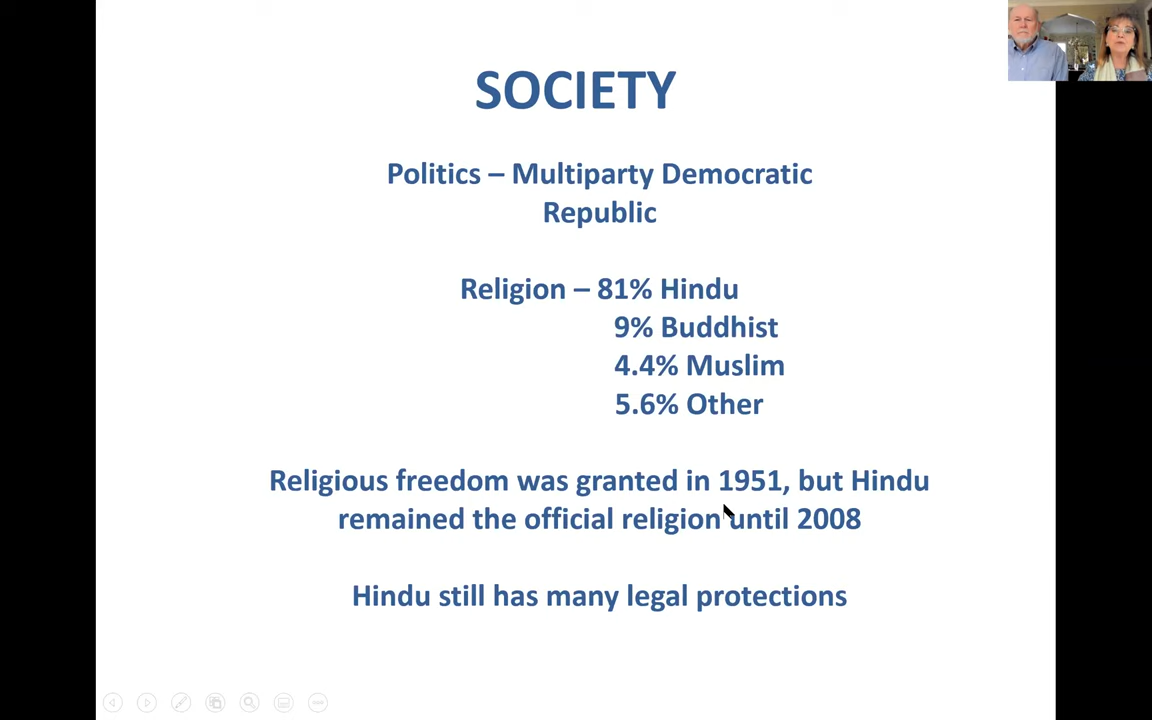 SOCIETY
Politics – Multiparty Democratic
Republic
Religion – 81% Hindu
9% Buddhist
4.4% Muslim
5.6% Other
Religious freedom was granted in 1951, but Hindu
remained the official religion until 2008
Hindu still has many legal protections